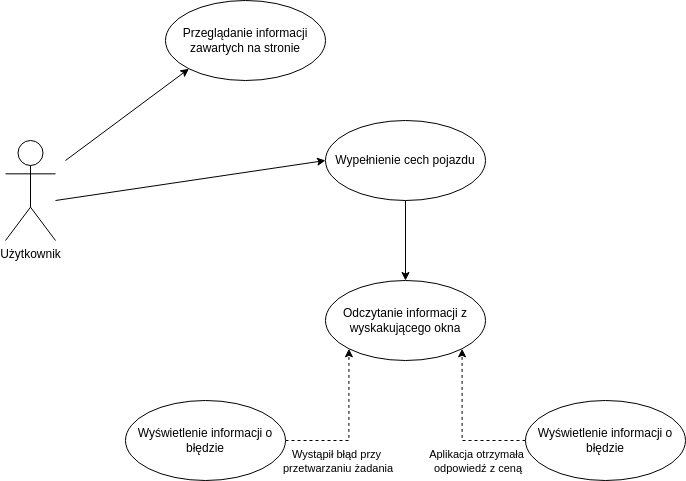 Przeglądanie informacji
zawartych na stronie
Wypełnienie cech pojazdu
Użytkownik
Odczytanie informacji z
wyskakującego okna
Wyświetlenie informacji o
błędzie
Wystąpił błąd przy
przetwarzaniu żadania
Aplikacja otrzymała
odpowiedź z ceną
Wyświetlenie informacji o
błędzie